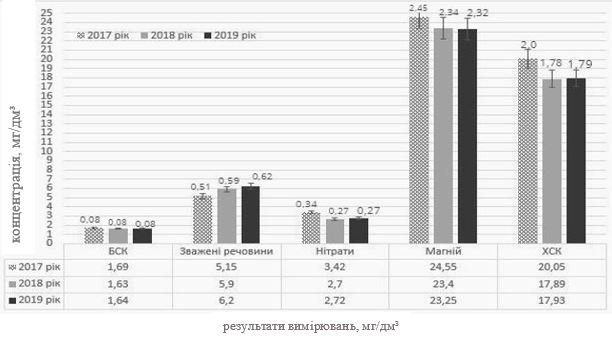 25
24
23
22
21
20
19
18
17
16
15
14
13
12
11
10
9
8
7
6
5
4
3
2
1
0
концентрація, мг/дм³
2017 рік 2018 рік 2019 рік
0,08 0,08 0,08
0,51 0,59 0,62
0,34 0,27 0,27
2,45 2,34 2,32
2,0 1,78 1,79
БСК Зважені речовини Нітрати Магній ХСК
2017 рік 1,69 5,15 3,42 24,55 20,05
2018 рік 1,63 5,9 2,7 23,4 17,89
2019 рік 1,64 6,2 2,72 23,25 17,93
результати вимірювань, мг/дм³